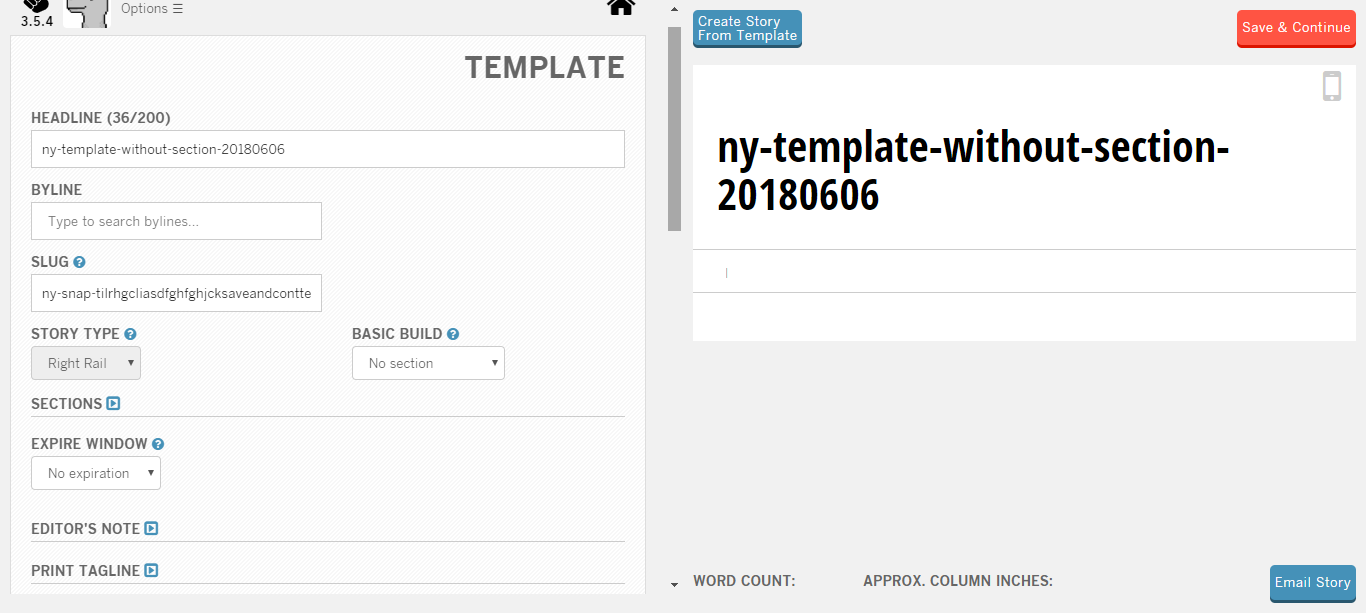 3.5.4
Options ☰
TEMPLATE
HEADLINE (36/200)
ny-template-without-section-20180606
BYLINE
Type to search bylines...
SLUG
ny-snap-tilrhgcliasdfghfghjcksaveandcontte
STORY TYPE
BASIC BUILD
Right Rail
No section
SECTIONS
EXPIRE WINDOW
No expiration
EDITOR'S NOTE
PRINT TAGLINE
Create Story
From Template
Save & Continue
ny-template-without-section-
20180606
WORD COUNT:
APPROX. COLUMN INCHES:
Email Story